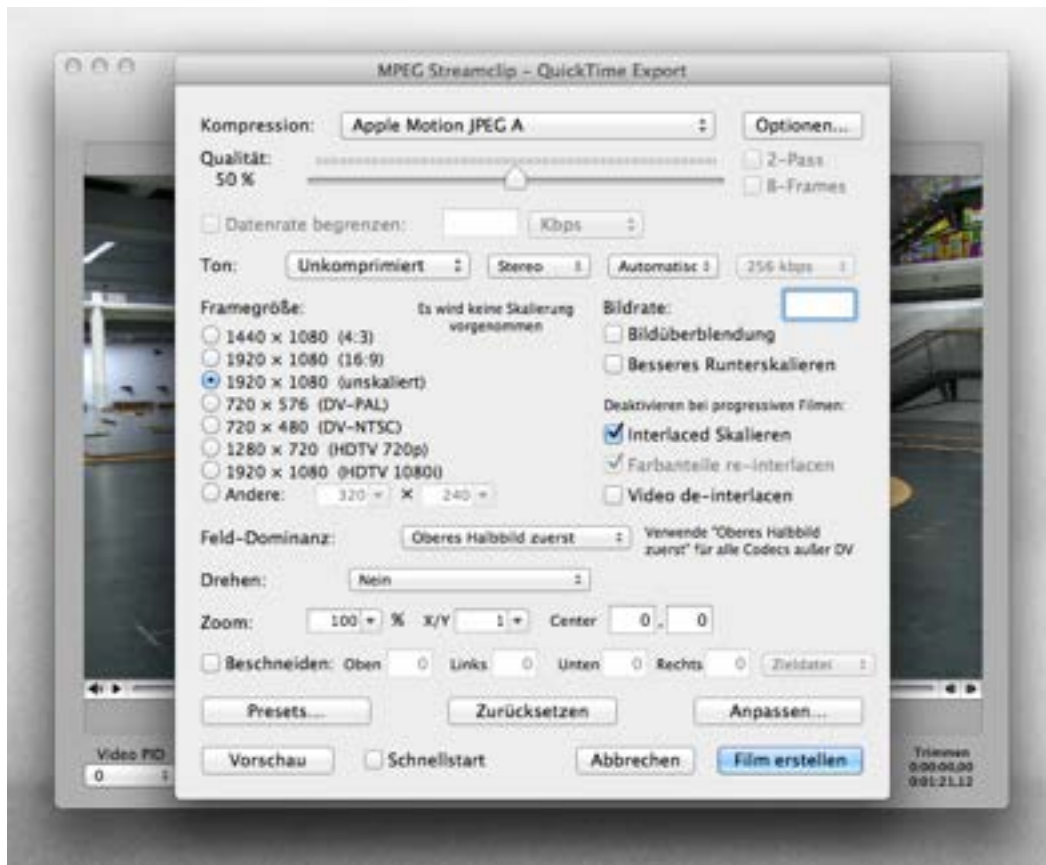 MPEG Streamclip - QuickTime Export
Kompression: Apple Motion JPEG A Optionen...
Qualität: 2-Pass
50 % B-Frames
Datenrate begrenzen: Kbps
Ton: Unkomprimiert Stereo Automatisc 256 kbps
Framegröße: Es wird keine Skalierung vorgenommen Bildrate:
1440 × 1080 (4:3) Bildüberblendung
1920 × 1080 (16:9) Besseres Runterskalieren
1920 × 1080 (unskaliert)
720 × 576 (DV-PAL) Deaktivieren bei progressiven Filmen:
720 × 480 (DV-NTSC) Interlaced Skalieren
1280 × 720 (HDTV 720p) Farbanteile re-interlacen
1920 × 1080 (HDTV 1080i)
Andere: 320 × 240 Video de-interlacen
Feld-Dominanz: Oberes Halbbild zuerst Verwende "Oberes Halbbild zuerst" für alle Codecs außer DV
Drehen: Nein
Zoom: 100 % X/Y 1 Center 0 , 0
Beschneiden: Oben 0 Links 0 Unten 0 Rechts 0 Zieldatei
Presets... Zurücksetzen Anpassen...
Vorschau Schnellstart Abbrechen Film erstellen
Video PID
0
Trimmen
0:00:00,00
0:01:21,12